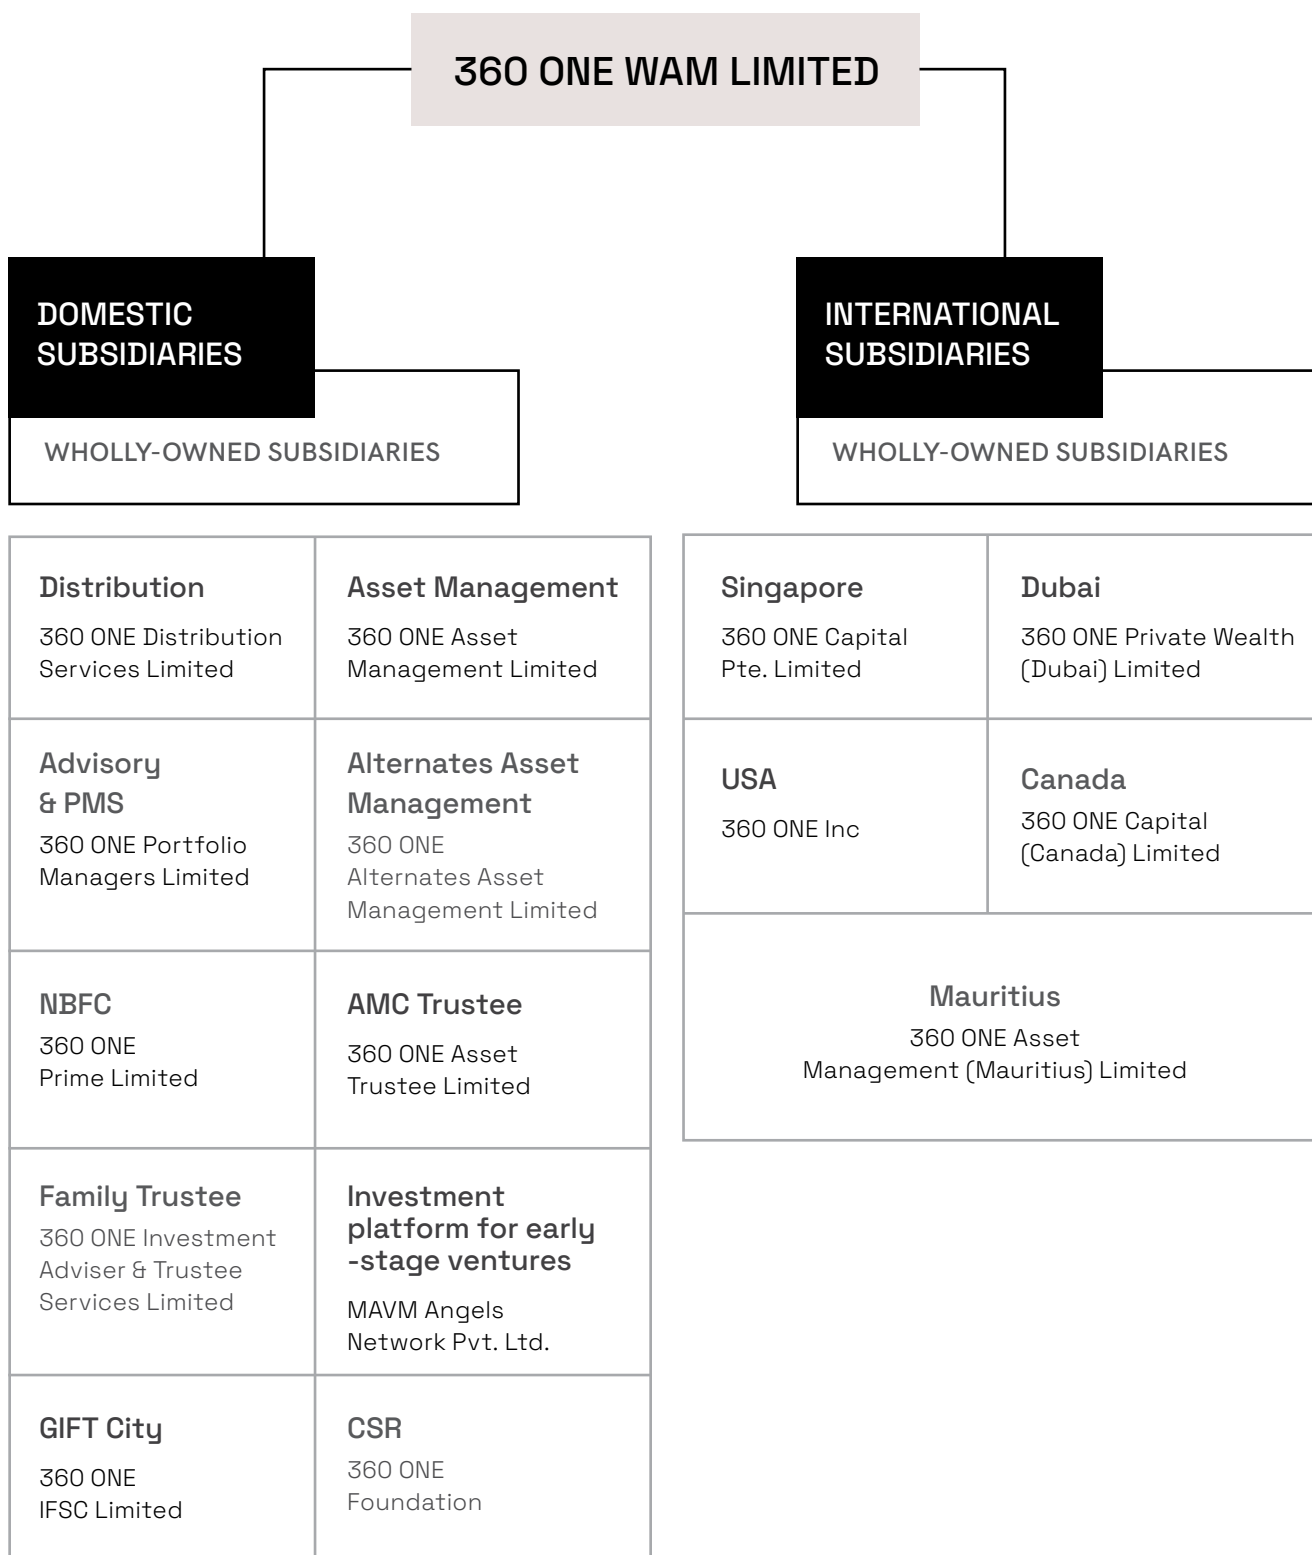 360 ONE WAM LIMITED
DOMESTIC
SUBSIDIARIES
WHOLLY-OWNED SUBSIDIARIES
Distribution
360 ONE Distribution
Services Limited
Asset Management
360 ONE Asset
Management Limited
Advisory
& PMS
360 ONE Portfolio
Managers Limited
Alternates Asset
Management
360 ONE
Alternates Asset
Management Limited
NBFC
360 ONE
Prime Limited
AMC Trustee
360 ONE Asset
Trustee Limited
Family Trustee
360 ONE Investment
Adviser & Trustee
Services Limited
Investment
platform for early
-stage ventures
MAVM Angels
Network Pvt. Ltd.
GIFT City
360 ONE
IFSC Limited
CSR
360 ONE
Foundation
INTERNATIONAL
SUBSIDIARIES
WHOLLY-OWNED SUBSIDIARIES
Singapore
360 ONE Capital
Pte. Limited
Dubai
360 ONE Private Wealth
(Dubai) Limited
USA
360 ONE Inc
Canada
360 ONE Capital
(Canada) Limited
Mauritius
360 ONE Asset
Management (Mauritius) Limited